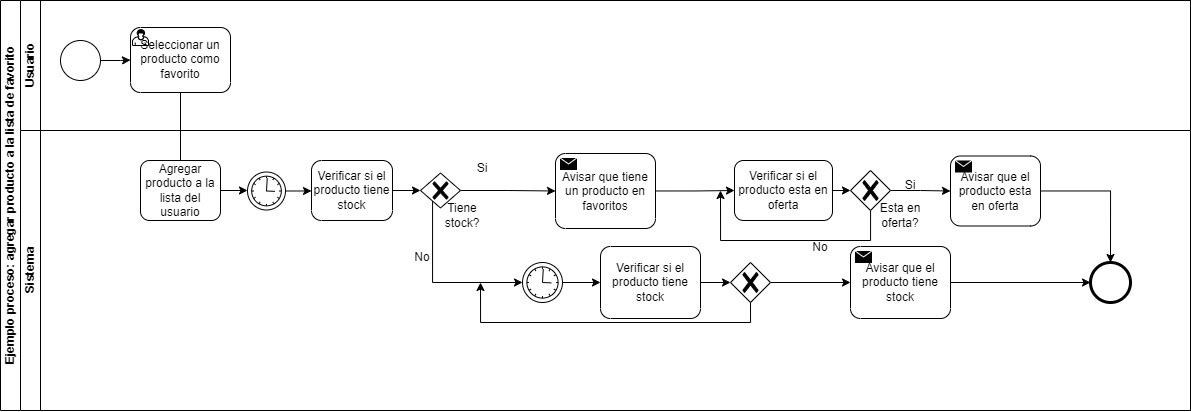 Ejemplo proceso: agregar producto a la lista de favorito
Usuario
Seleccionar un
producto como
favorito
Sistema
Agregar
producto a la
lista del
usuario
Verificar si el
producto tiene
stock
Tiene
stock?
Si
Avisar que tiene
un producto en
favoritos
Verificar si el
producto esta en
oferta
Esta en
oferta?
Si
Avisar que el
producto esta
en oferta
No
No
Verificar si el
producto tiene
stock
Avisar que el
producto tiene
stock